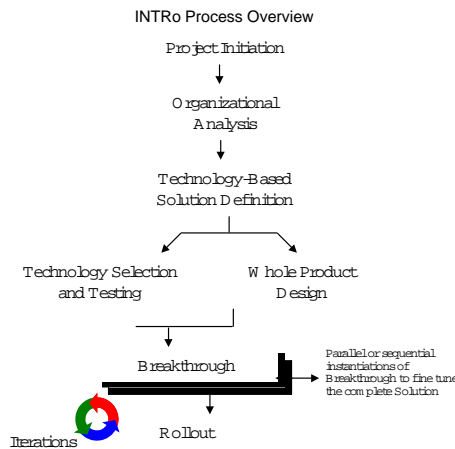 INTRo Process Overview
Project Initiation
Organizational
Analysis
Technology-Based
Solution Definition
Technology Selection
and Testing
Whole Product
Design
Breakthrough
Parallel or sequential
instantiations of
Breakthrough to fine tune
the complete Solution
Iterations
Rollout